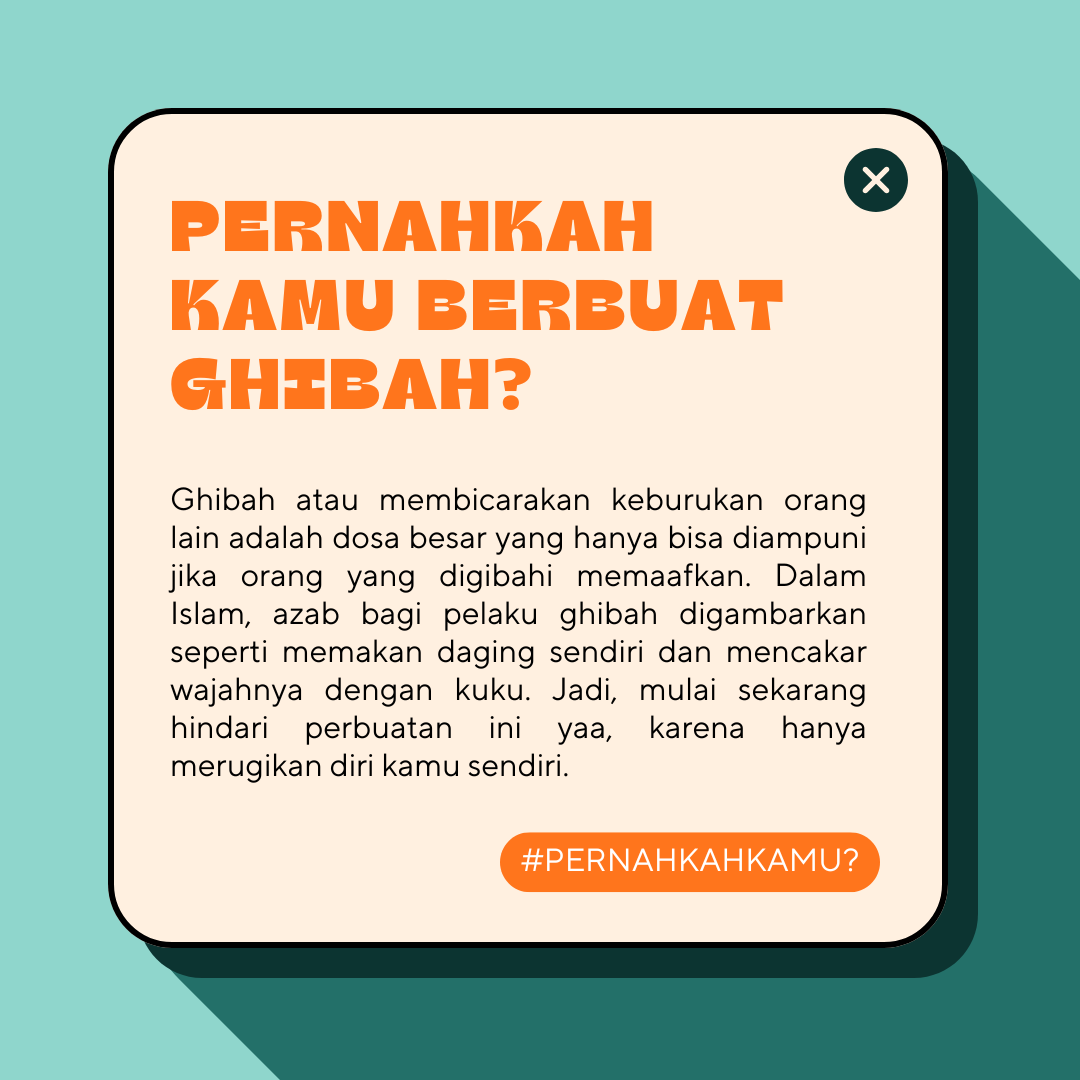 PERNAHKAH
KAMU BERBUAT
GHIBAH?
Ghibah atau membicarakan keburukan orang
lain adalah dosa besar yang hanya bisa diampuni
jika orang yang digibahi memaafkan. Dalam
Islam, azab bagi pelaku ghibah digambarkan
seperti memakan daging sendiri dan mencakar
wajahnya dengan kuku. Jadi, mulai sekarang
hindari perbuatan ini yaa, karena hanya
merugikan diri kamu sendiri.
#PERNAHKAHKAMU?